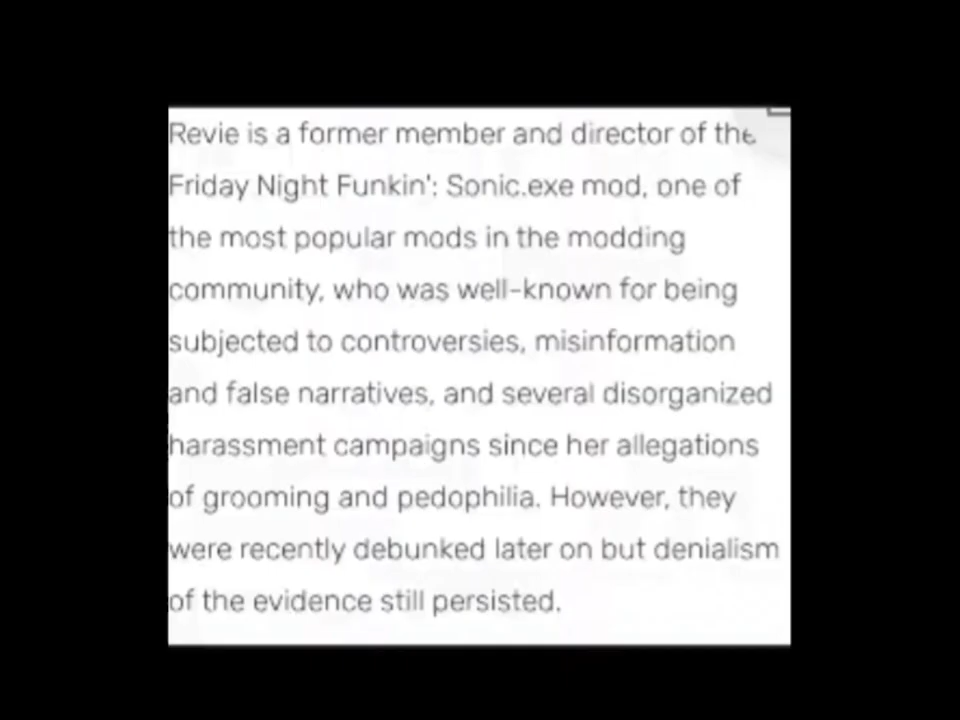 Revie is a former member and director of the
Friday Night Funkin': Sonic.exe mod, one of
the most popular mods in the modding
community, who was well-known for being
subjected to controversies, misinformation
and false narratives, and several disorganized
harassment campaigns since her allegations
of grooming and pedophilia. However, they
were recently debunked later on but denialism
of the evidence still persisted.